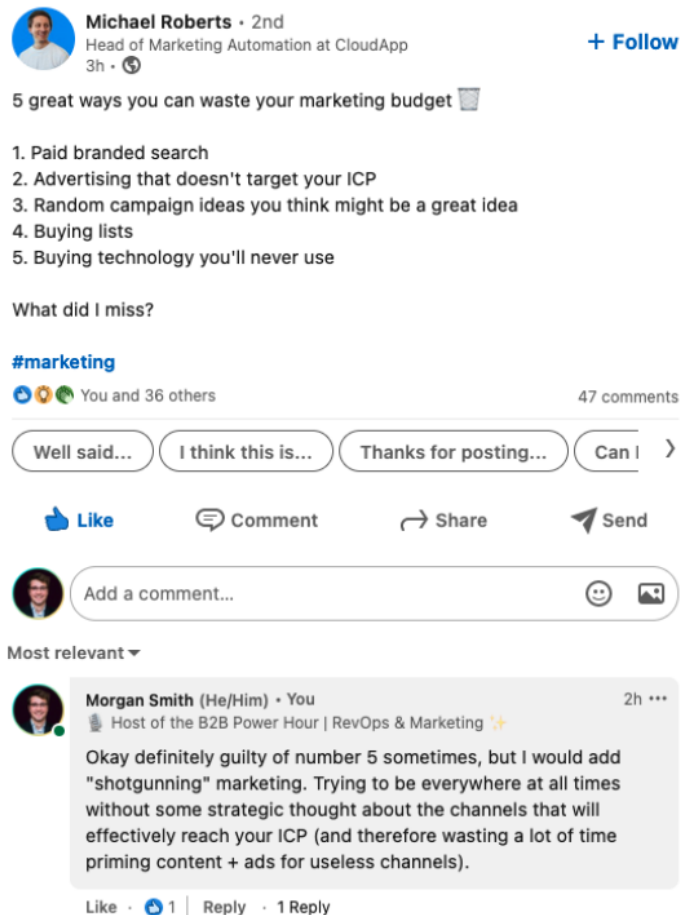 Michael Roberts • 2nd
Head of Marketing Automation at CloudApp
3h •
+ Follow
5 great ways you can waste your marketing budget 🗑️
1. Paid branded search
2. Advertising that doesn't target your ICP
3. Random campaign ideas you think might be a great idea
4. Buying lists
5. Buying technology you'll never use
What did I miss?
#marketing
You and 36 others
47 comments
Well said...
I think this is...
Thanks for posting...
Can I
Like
Comment
Share
Send
Add a comment...
Most relevant
Morgan Smith (He/Him) • You
2h •••
🎙️ Host of the B2B Power Hour | RevOps & Marketing ✨
Okay definitely guilty of number 5 sometimes, but I would add
"shotgunning" marketing. Trying to be everywhere at all times
without some strategic thought about the channels that will
effectively reach your ICP (and therefore wasting a lot of time
priming content + ads for useless channels).
Like · 1 | Reply · 1 Reply